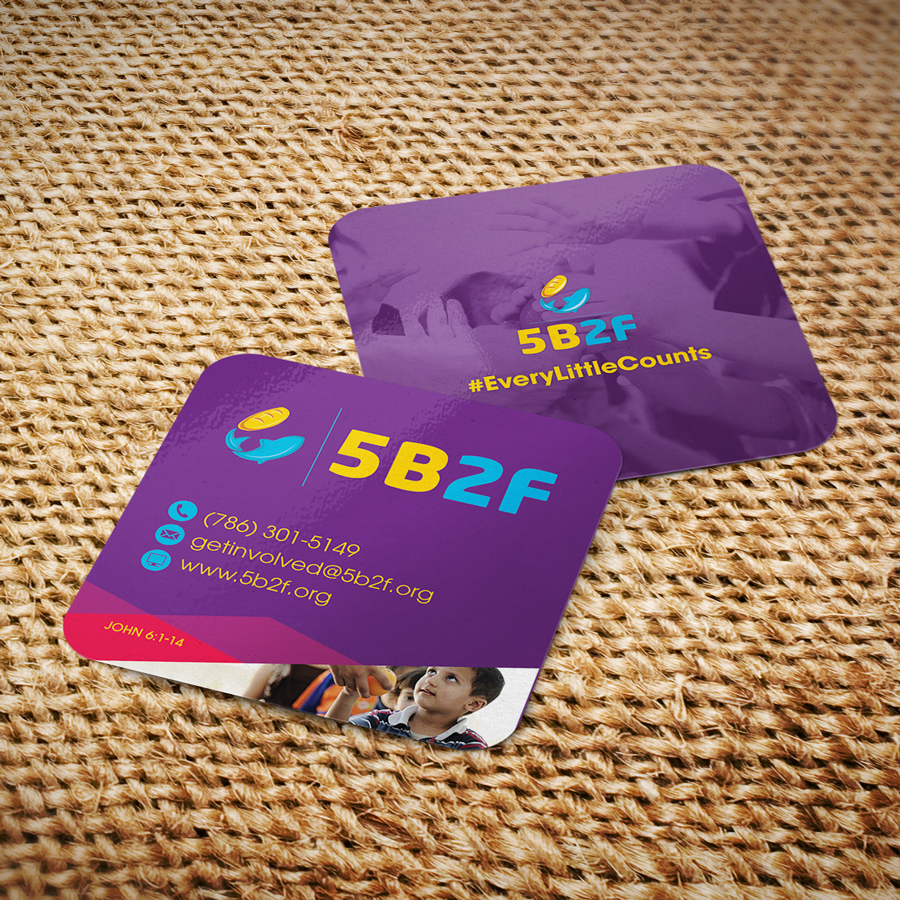 5B2F
#EveryLittleCounts
5B2F
(786) 301-5149
getinvolved@5b2f.org
www.5b2f.org
JOHN 6:1-14